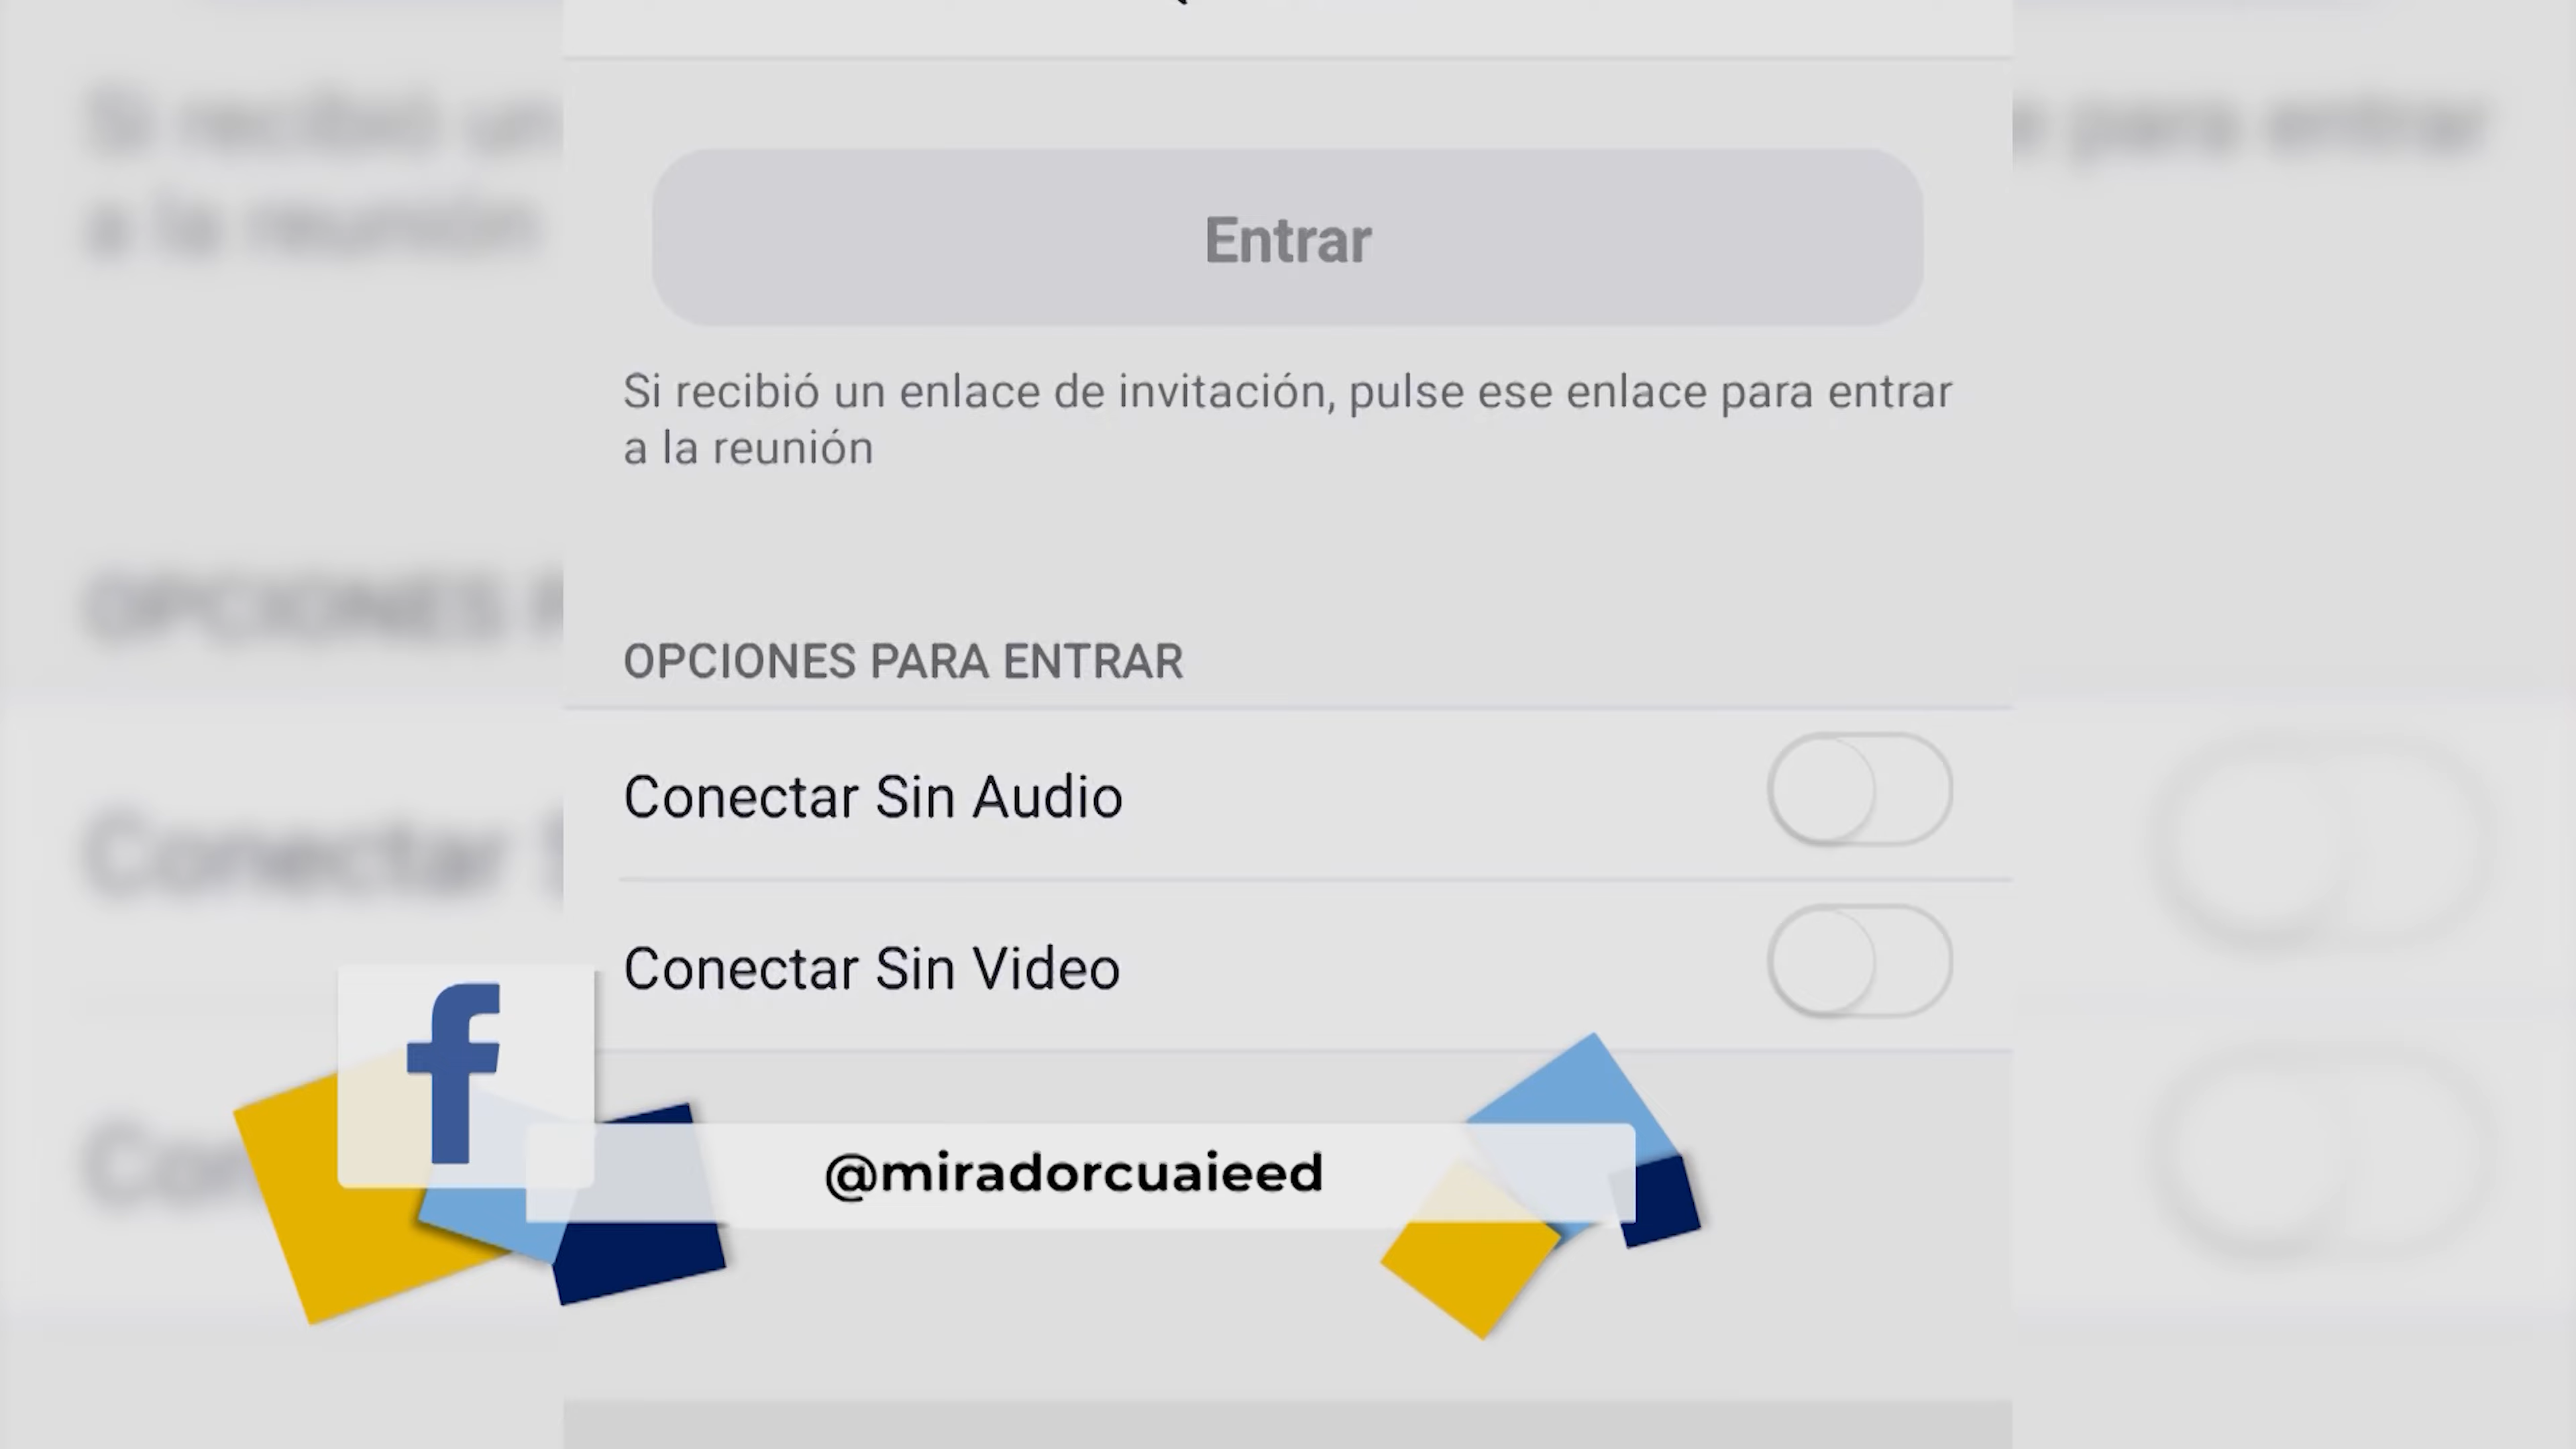 Entrar
Si recibió un enlace de invitación, pulse ese enlace para entrar
a la reunión
OPCIONES PARA ENTRAR
Conectar Sin Audio
Conectar Sin Video
@miradorcuaieed